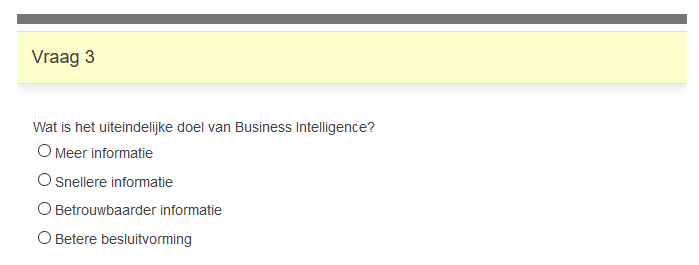 Vraag 3
Wat is het uiteindelijke doel van Business Intelligence?
Meer informatie
Snellere informatie
Betrouwbaarder informatie
Betere besluitvorming